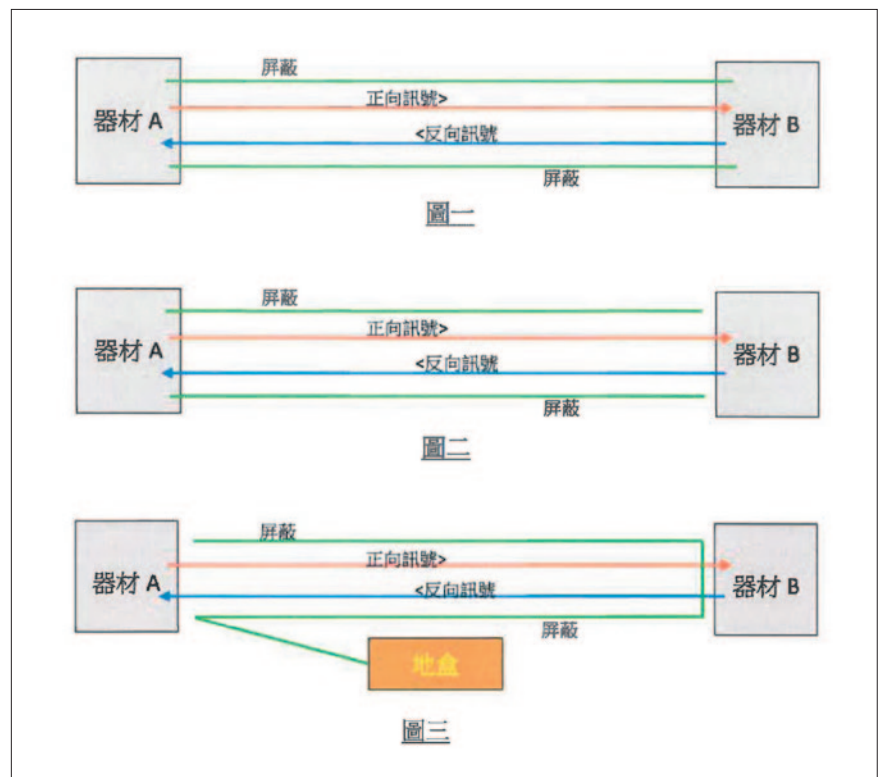 屏蔽
正向訊號>
器材 A
器材 B
<反向訊號
屏蔽
圖一
屏蔽
正向訊號>
器材 A
器材 B
<反向訊號
屏蔽
圖二
屏蔽
正向訊號>
器材 A
器材 B
<反向訊號
屏蔽
地盒
圖三